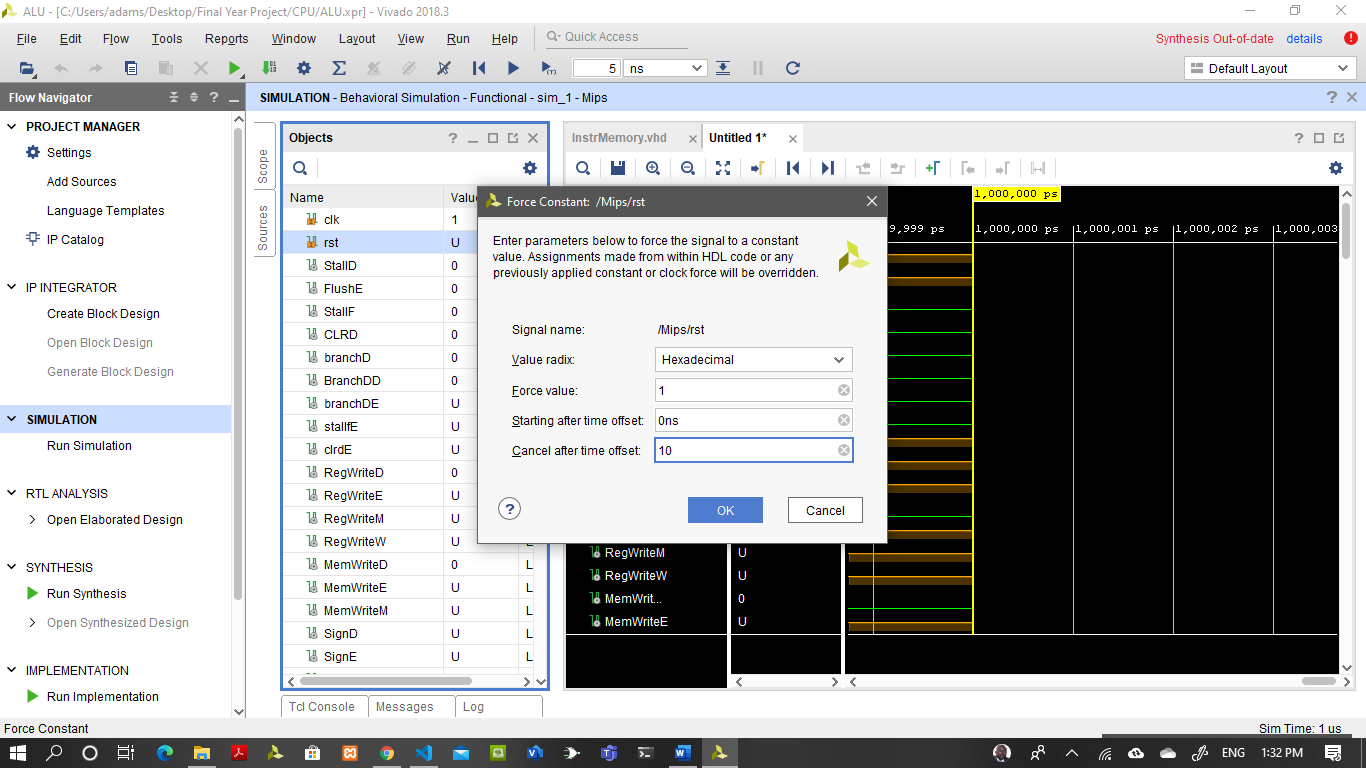 ALU - [C:/Users/adams/Desktop/Final Year Project/CPU/ALU.xpr] - Vivado 2018.3
File Edit Flow Tools Reports Window Layout View Run Help Quick Access Synthesis Out-of-date details
5 ns Default Layout
Flow Navigator
SIMULATION - Behavioral Simulation - Functional - sim_1 - Mips
PROJECT MANAGER
Settings
Add Sources
Language Templates
IP Catalog
IP INTEGRATOR
Create Block Design
Open Block Design
Generate Block Design
SIMULATION
Run Simulation
RTL ANALYSIS
Open Elaborated Design
SYNTHESIS
Run Synthesis
Open Synthesized Design
IMPLEMENTATION
Run Implementation
Scope
Sources
Objects
Name Valu
clk 1
rst U
StallD 0
FlushE 0
StallF 0
CLRD 0
branchD 0
BranchDD 0
branchDE U
stallfE U
clrdE U
RegWriteD 0
RegWriteE U
RegWriteM U
RegWriteW U
MemWriteD 0 L
MemWriteE U L
MemWriteM U L
SignD U L
SignE U L
Tcl Console Messages Log
InstrMemory.vhd Untitled 1*
1,000,000 ps
9,999 ps 1,000,000 ps 1,000,001 ps 1,000,002 ps 1,000,003
RegWriteM U
RegWriteW U
MemWrit... 0
MemWriteE U
Force Constant: /Mips/rst
Enter parameters below to force the signal to a constant
value. Assignments made from within HDL code or any
previously applied constant or clock force will be overridden.
Signal name: /Mips/rst
Value radix: Hexadecimal
Force value: 1
Starting after time offset: 0ns
Cancel after time offset: 10
OK Cancel
Force Constant Sim Time: 1 us
ENG 1:32 PM